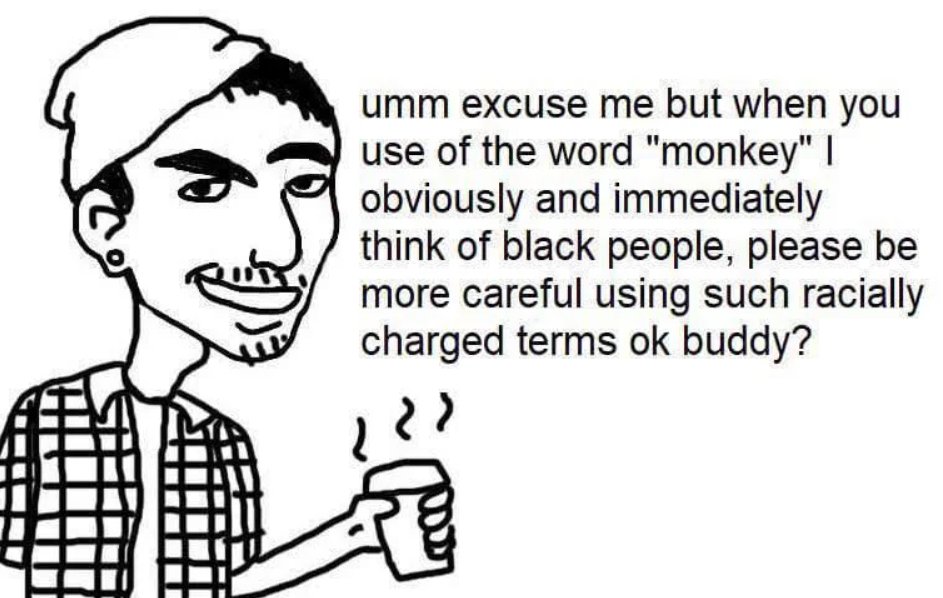 umm excuse me but when you
use of the word "monkey" I
obviously and immediately
think of black people, please be
more careful using such racially
charged terms ok buddy?